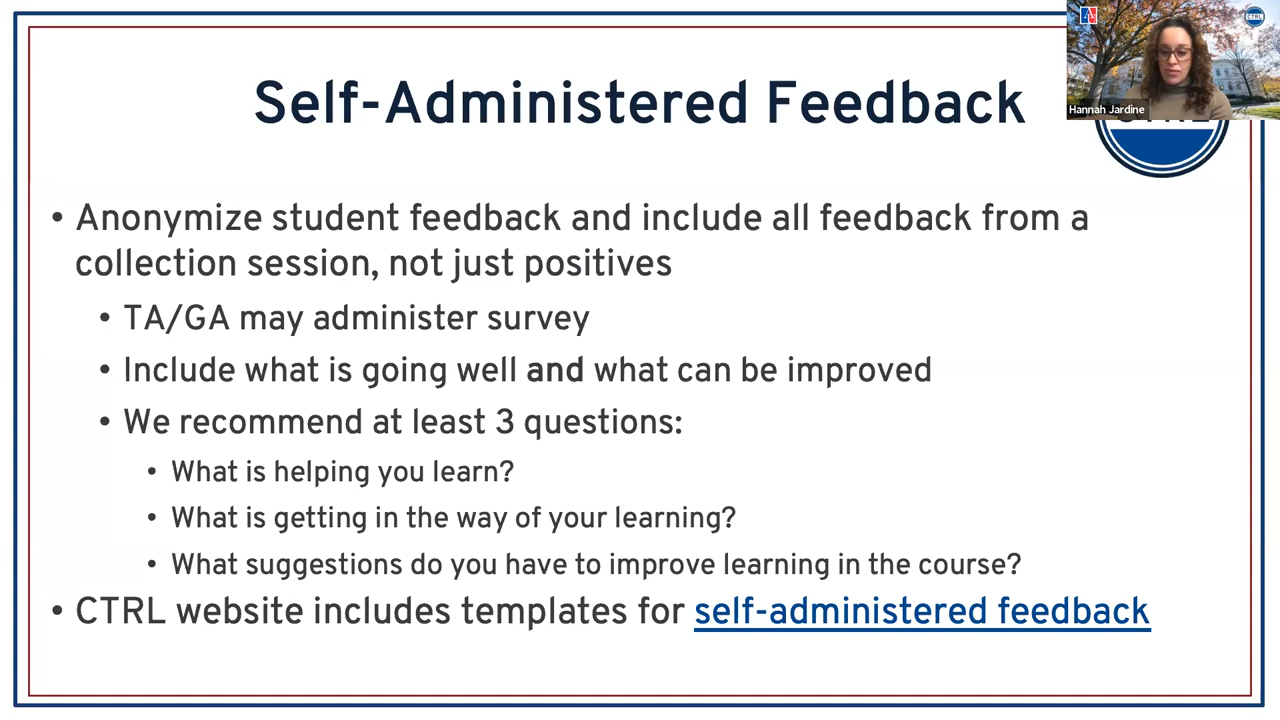 Self-Administered Feedback
Hannah Jardine
CTRL
• Anonymize student feedback and include all feedback from a
collection session, not just positives
• TA/GA may administer survey
• Include what is going well and what can be improved
• We recommend at least 3 questions:
• What is helping you learn?
• What is getting in the way of your learning?
• What suggestions do you have to improve learning in the course?
• CTRL website includes templates for self-administered feedback